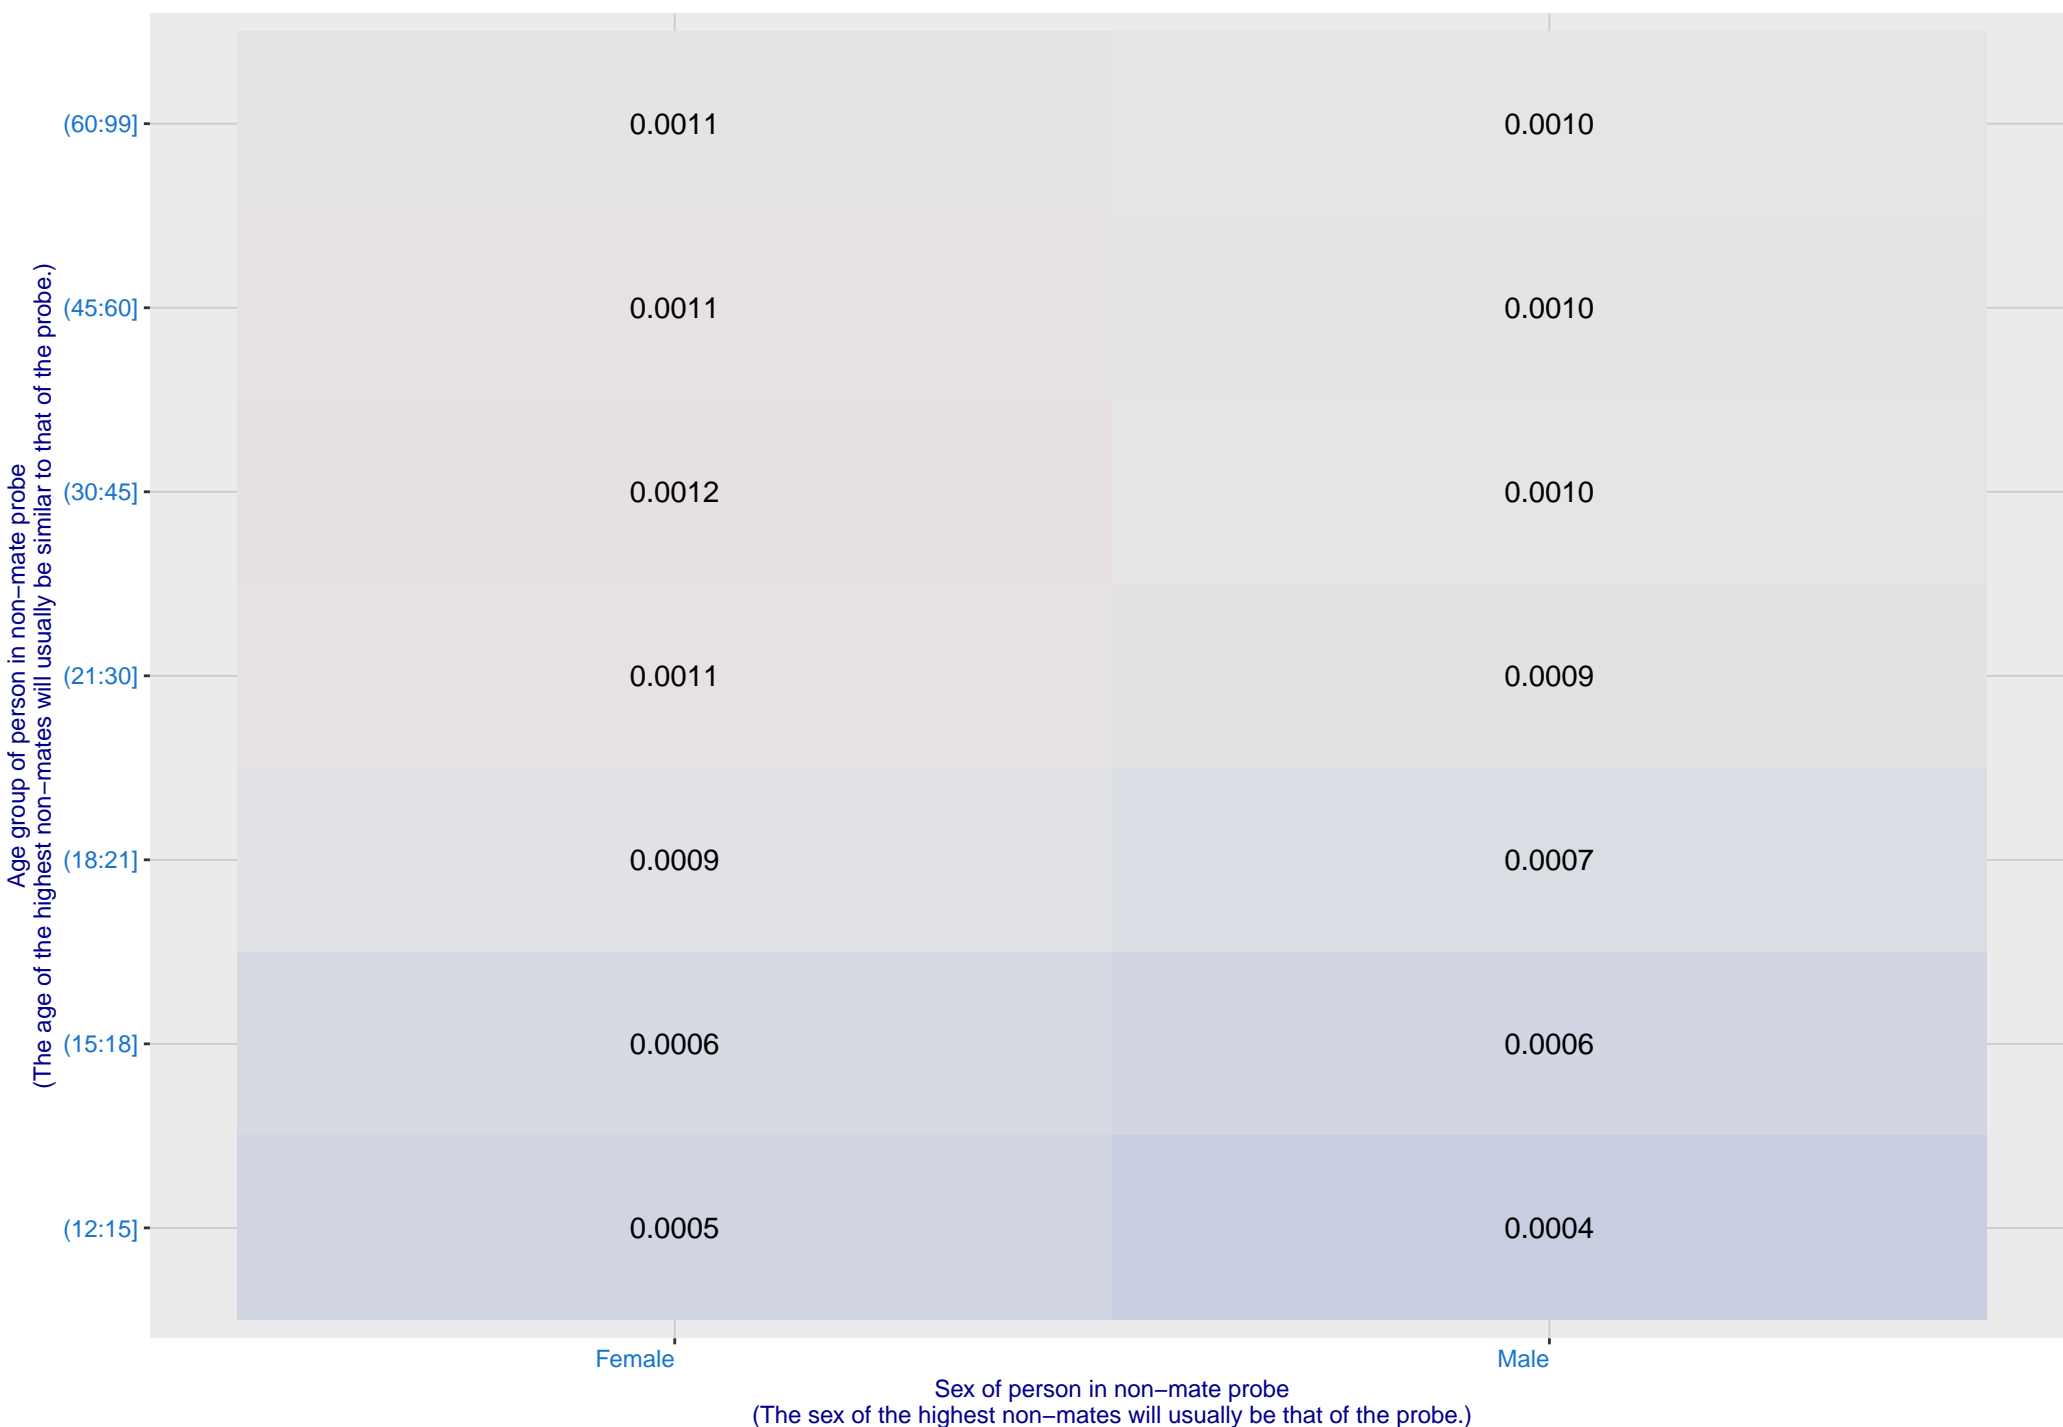 Age group of person in non−mate probe
(The age of the highest non−mates will usually be similar to that of the probe.)
(60:99] 0.0011 0.0010
(45:60] 0.0011 0.0010
(30:45] 0.0012 0.0010
(21:30] 0.0011 0.0009
(18:21] 0.0009 0.0007
(15:18] 0.0006 0.0006
(12:15] 0.0005 0.0004
Female Male
Sex of person in non−mate probe
(The sex of the highest non−mates will usually be that of the probe.)